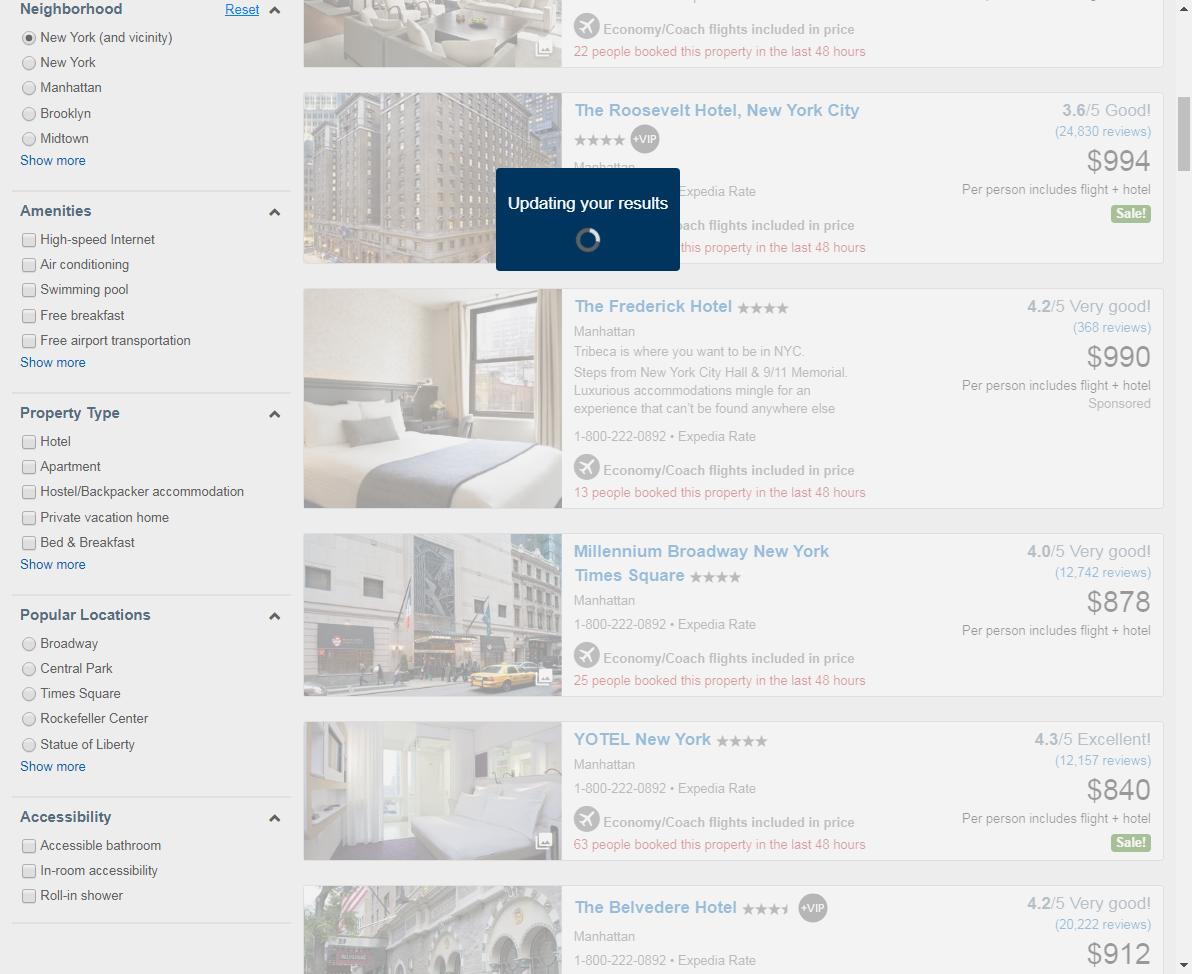 Neighborhood Reset
New York (and vicinity)
New York
Manhattan
Brooklyn
Midtown
Show more
Amenities
High-speed Internet
Air conditioning
Swimming pool
Free breakfast
Free airport transportation
Show more
Property Type
Hotel
Apartment
Hostel/Backpacker accommodation
Private vacation home
Bed & Breakfast
Show more
Popular Locations
Broadway
Central Park
Times Square
Rockefeller Center
Statue of Liberty
Show more
Accessibility
Accessible bathroom
In-room accessibility
Roll-in shower
Economy/Coach flights included in price
22 people booked this property in the last 48 hours
The Roosevelt Hotel, New York City
+VIP
Manhattan
Expedia Rate
flights included in price
this property in the last 48 hours
3.6/5 Good!
(24,830 reviews)
$994
Per person includes flight + hotel
Sale!
Updating your results
The Frederick Hotel
Manhattan
Tribeca is where you want to be in NYC.
Steps from New York City Hall & 9/11 Memorial.
Luxurious accommodations mingle for an
experience that can't be found anywhere else
1-800-222-0892 • Expedia Rate
Economy/Coach flights included in price
13 people booked this property in the last 48 hours
4.2/5 Very good!
(368 reviews)
$990
Per person includes flight + hotel
Sponsored
Millennium Broadway New York
Times Square
Manhattan
1-800-222-0892 • Expedia Rate
Economy/Coach flights included in price
25 people booked this property in the last 48 hours
4.0/5 Very good!
(12,742 reviews)
$878
Per person includes flight + hotel
YOTEL New York
Manhattan
1-800-222-0892 • Expedia Rate
Economy/Coach flights included in price
63 people booked this property in the last 48 hours
4.3/5 Excellent!
(12,157 reviews)
$840
Per person includes flight + hotel
Sale!
The Belvedere Hotel +VIP
Manhattan
1-800-222-0892 • Expedia Rate
4.2/5 Very good!
(20,222 reviews)
$912